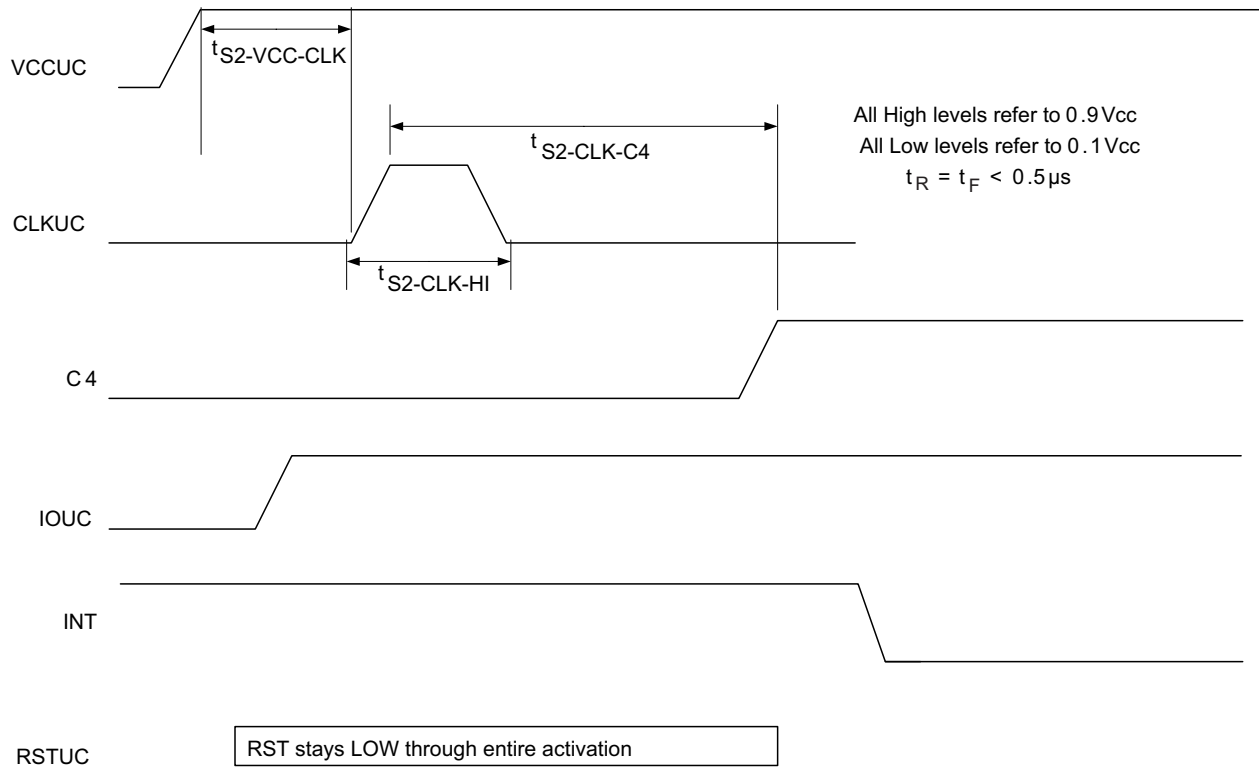 tS2-VCC-CLK
VCCUC
All High levels refer to 0.9Vcc
All Low levels refer to 0.1Vcc
tR = tF < 0.5µs
tS2-CLK-C4
CLKUC
tS2-CLK-HI
C4
IOUC
INT
RST stays LOW through entire activation
RSTUC